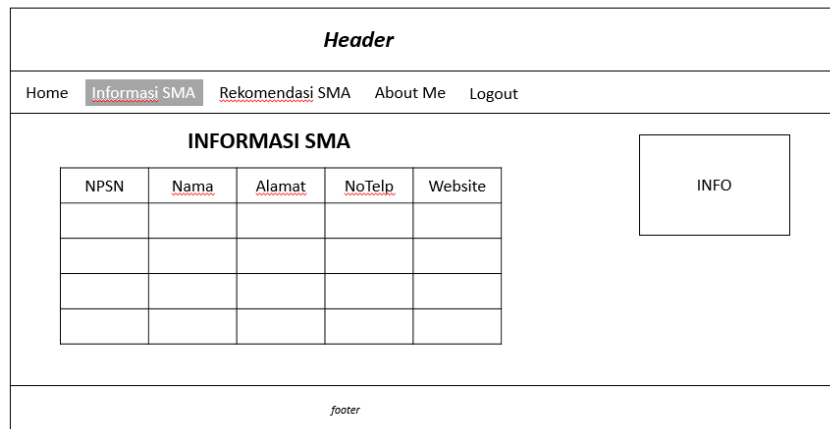 Header
Home Informasi SMA Rekomendasi SMA About Me Logout
INFORMASI SMA
NPSN Nama Alamat NoTelp Website
INFO
footer